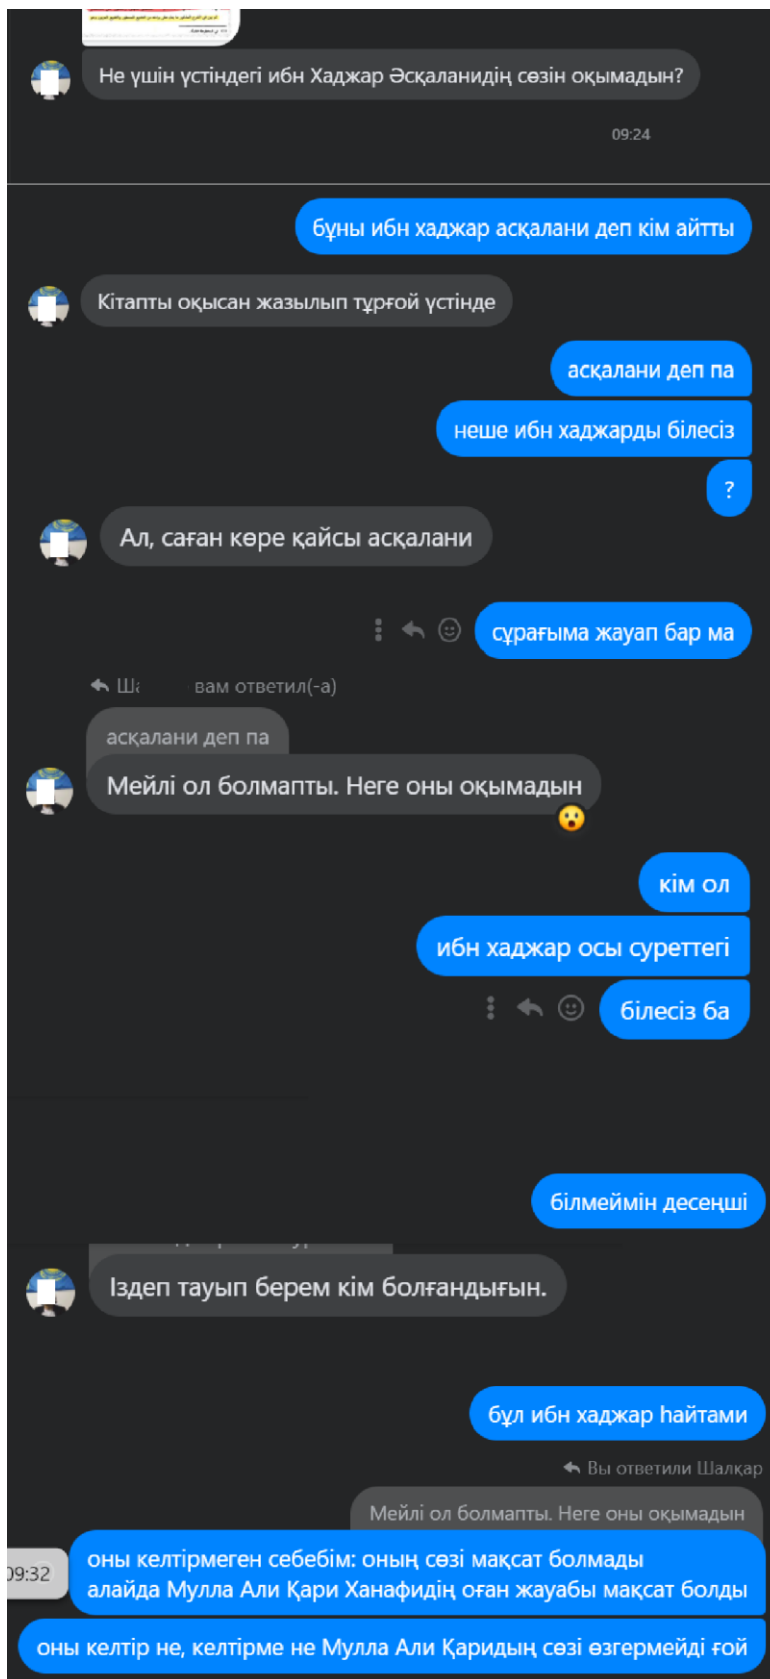 Не үшін үстіндегі ибн Хаджар Әсқаланидің сөзін оқымадын?
09:24
бұны ибн хаджар асқалани деп кім айтты
Кітапты оқысан жазылып тұрғой үстінде
асқалани деп па
неше ибн хаджарды білесіз
?
Ал, саған көре қайсы асқалани
сұрағыма жауап бар ма
Ша вам ответил(-а)
асқалани деп па
Мейлі ол болмапты. Неге оны оқымадын
кім ол
ибн хаджар осы суреттегі
білесіз ба
білмеймін десеңші
Іздеп тауып берем кім болғандығын.
бұл ибн хаджар һайтами
Вы ответили Шалқар
Мейлі ол болмапты. Неге оны оқымадын
09:32
оны келтірмеген себебім: оның сөзі мақсат болмады
алайда Мулла Али Қари Ханафидің оған жауабы мақсат болды
оны келтір не, келтірме не Мулла Али Қаридың сөзі өзгермейді ғой